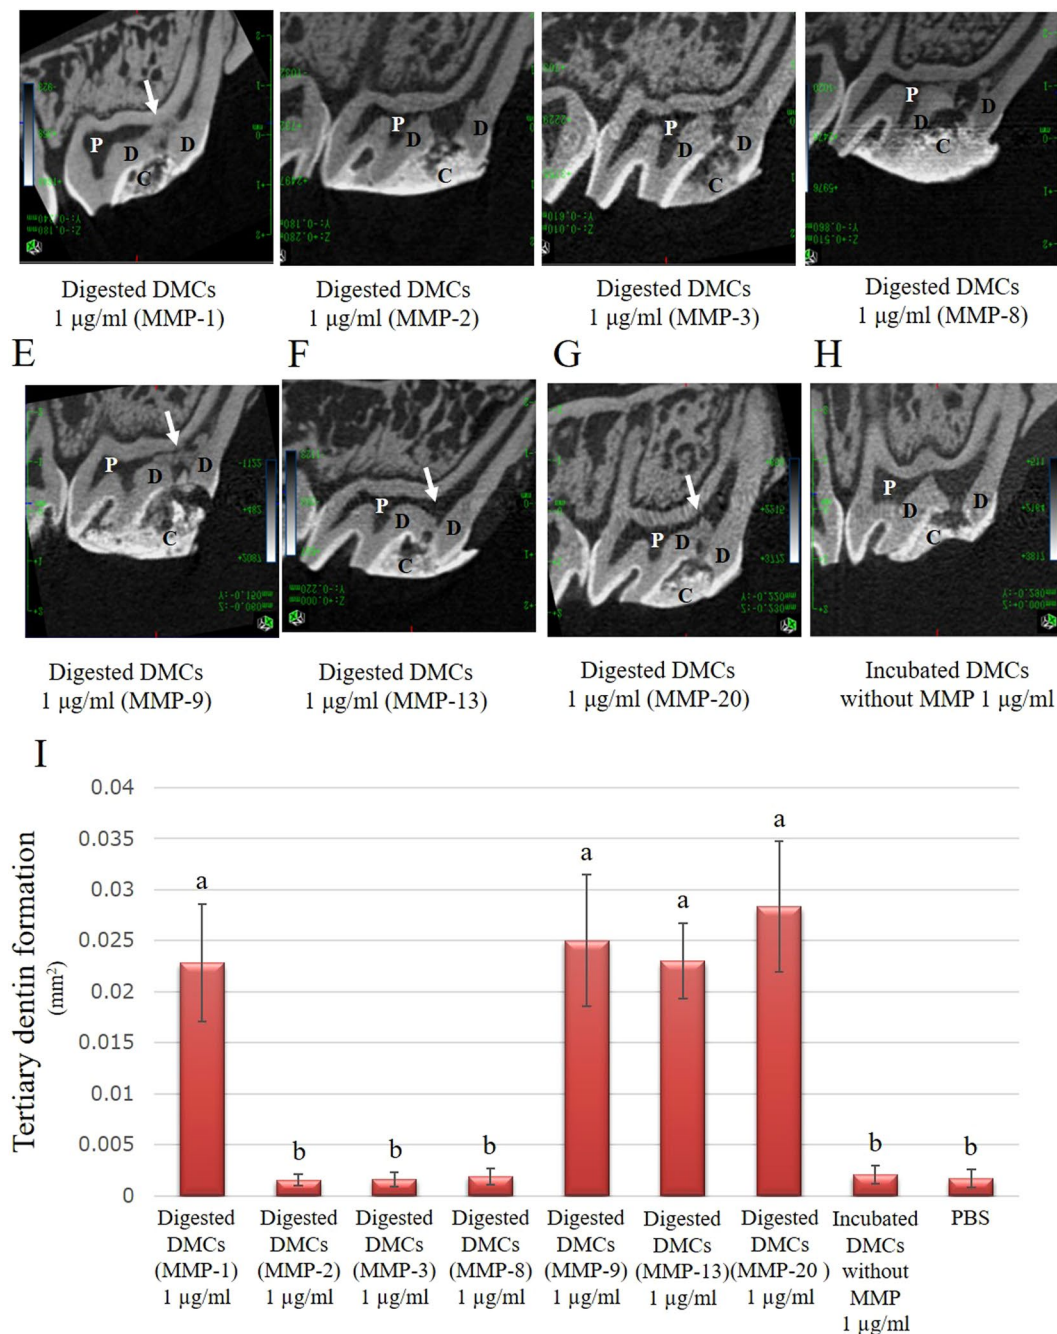 P
D
D
C
P
D
D
C
P
D
D
C
P
D
D
C
Digested DMCs
1 µg/ml (MMP-1)
Digested DMCs
1 µg/ml (MMP-2)
Digested DMCs
1 µg/ml (MMP-3)
Digested DMCs
1 µg/ml (MMP-8)
E
F
G
H
P
D
D
C
P
D
D
C
P
D
D
C
P
D
D
C
Digested DMCs
1 µg/ml (MMP-9)
Digested DMCs
1 µg/ml (MMP-13)
Digested DMCs
1 µg/ml (MMP-20)
Incubated DMCs
without MMP 1 µg/ml
I
Tertiary dentin formation
(mm²)
0.04
0.035
0.03
0.025
0.02
0.015
0.01
0.005
0
a
b
b
b
a
a
a
b
b
Digested
DMCs
(MMP-1)
1 µg/ml
Digested
DMCs
(MMP-2)
1 µg/ml
Digested
DMCs
(MMP-3)
1 µg/ml
Digested
DMCs
(MMP-8)
1 µg/ml
Digested
DMCs
(MMP-9)
1 µg/ml
Digested
DMCs
(MMP-13)
1 µg/ml
Digested
DMCs
(MMP-20 )
1 µg/ml
Incubated
DMCs
without
MMP
1 µg/ml
PBS